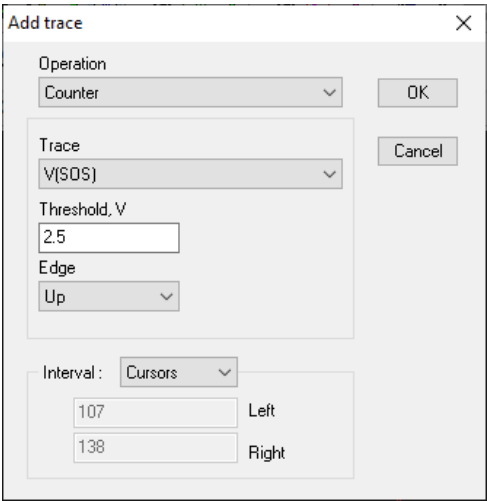 Add trace
Operation
Counter
OK
Trace
Cancel
V(SOS)
Threshold, V
2.5
Edge
Up
Interval : Cursors
107 Left
138 Right